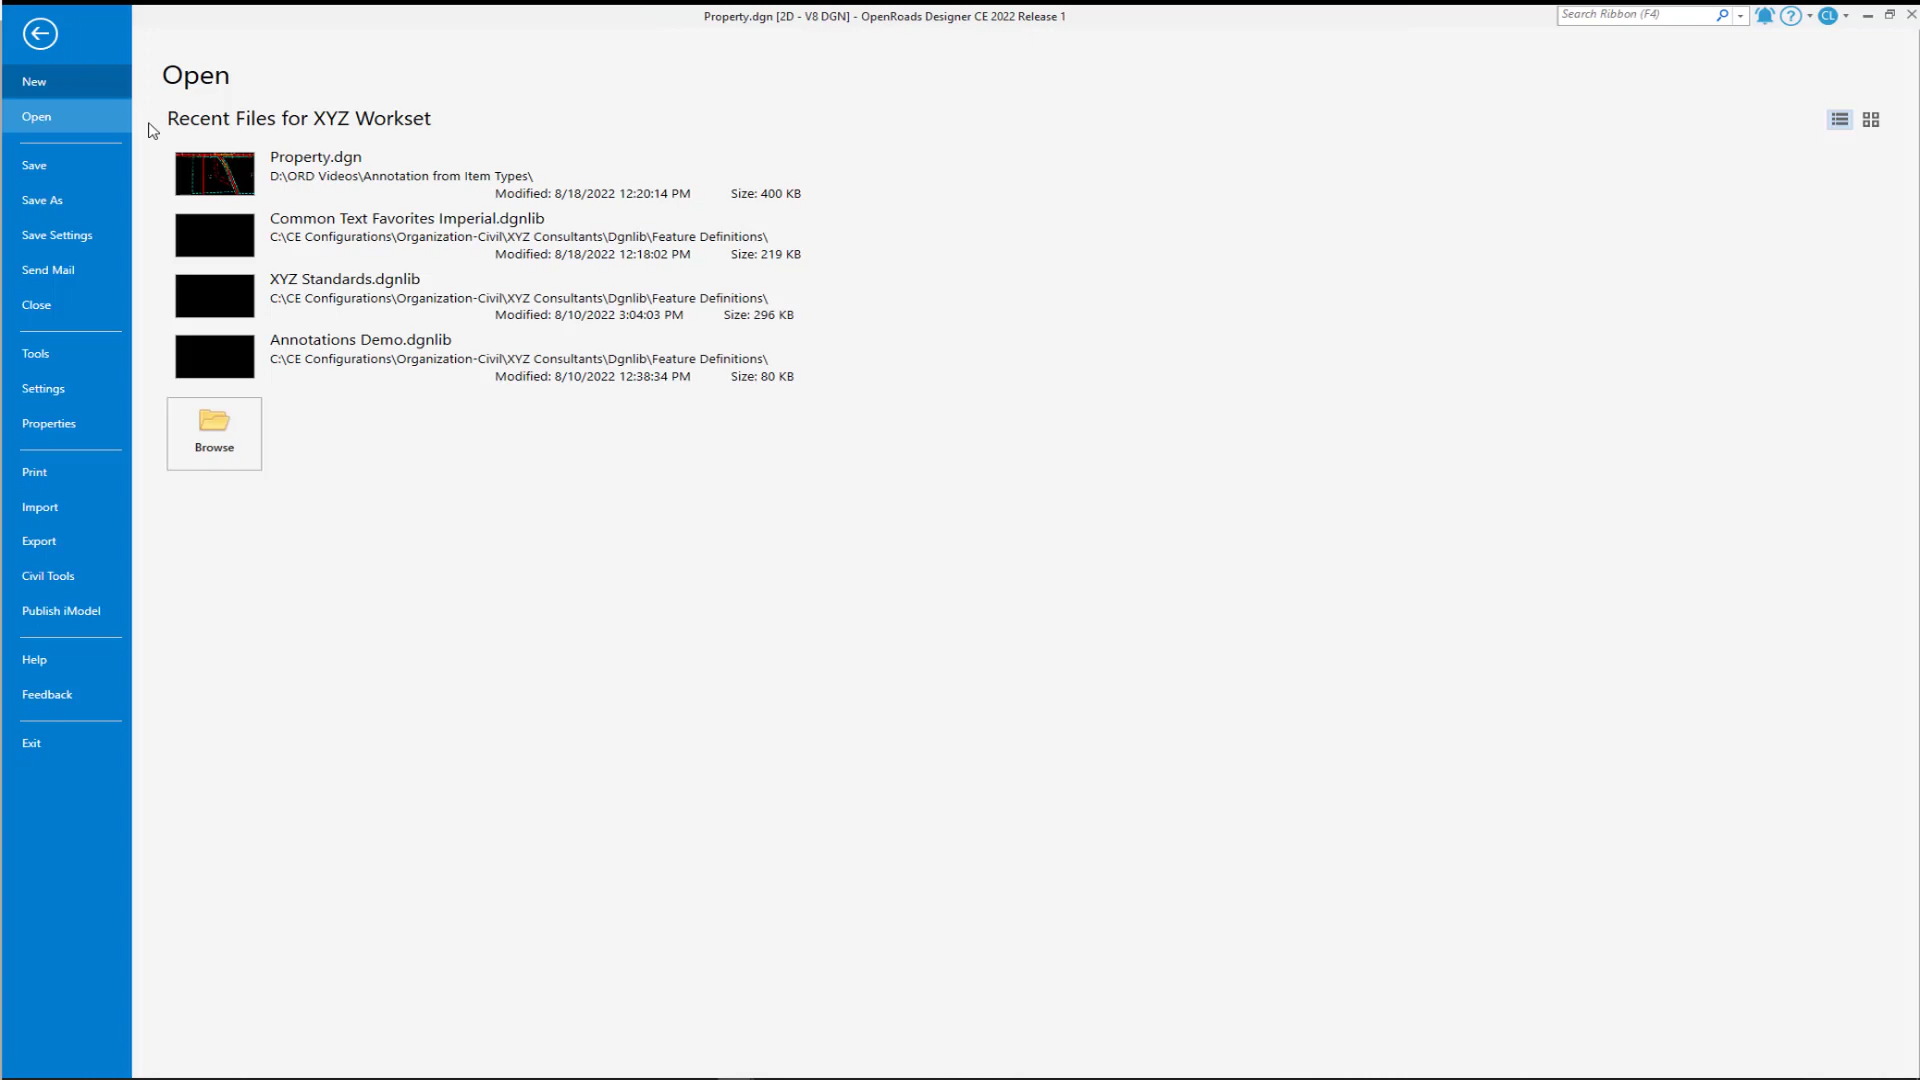 Property.dgn [2D - V8 DGN] - OpenRoads Designer CE 2022 Release 1
Search Ribbon (F4)
CL
New
Open
Save
Save As
Save Settings
Send Mail
Close
Tools
Settings
Properties
Print
Import
Export
Civil Tools
Publish iModel
Help
Feedback
Exit
Open
Recent Files for XYZ Workset
Property.dgn
D:\ORD Videos\Annotation from Item Types\
Modified: 8/18/2022 12:20:14 PM Size: 400 KB
Common Text Favorites Imperial.dgnlib
C:\CE Configurations\Organization-Civil\XYZ Consultants\Dgnlib\Feature Definitions\
Modified: 8/18/2022 12:18:02 PM Size: 219 KB
XYZ Standards.dgnlib
C:\CE Configurations\Organization-Civil\XYZ Consultants\Dgnlib\Feature Definitions\
Modified: 8/10/2022 3:04:03 PM Size: 296 KB
Annotations Demo.dgnlib
C:\CE Configurations\Organization-Civil\XYZ Consultants\Dgnlib\Feature Definitions\
Modified: 8/10/2022 12:38:34 PM Size: 80 KB
Browse